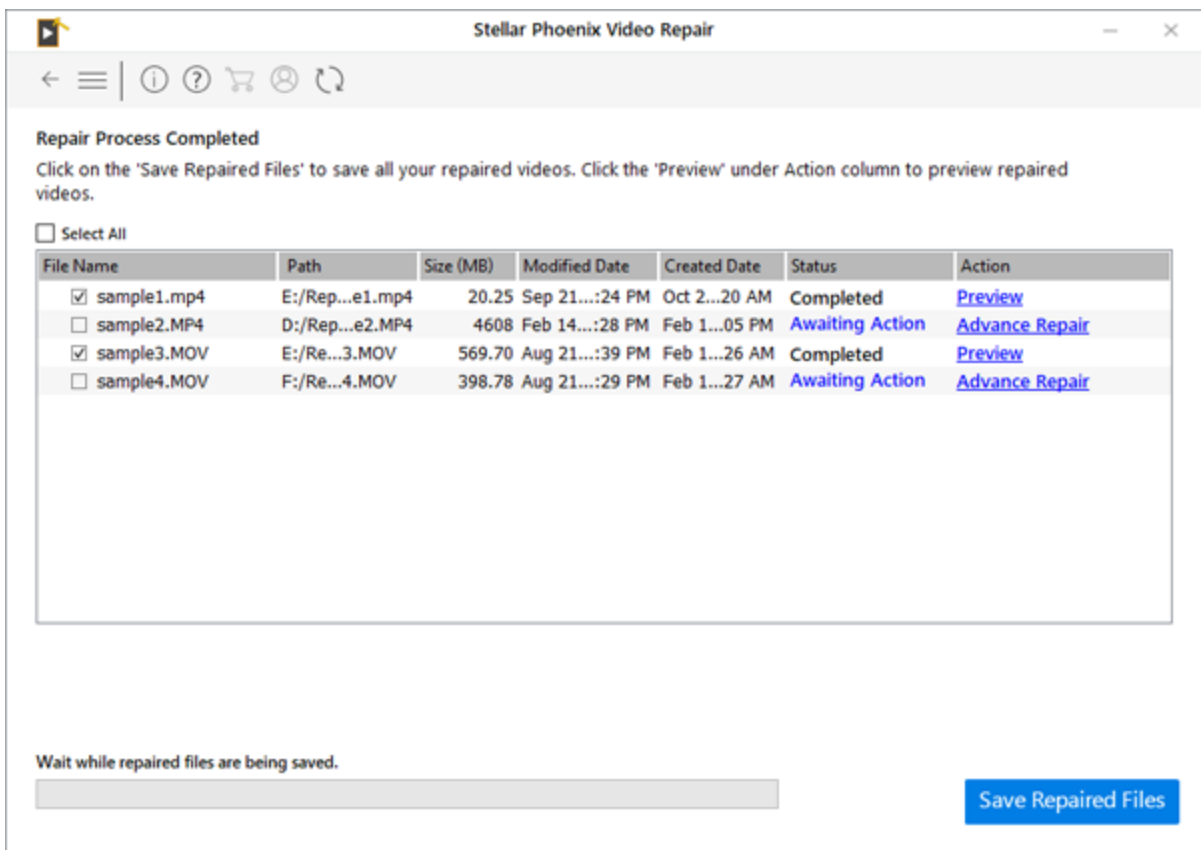 Stellar Phoenix Video Repair
Repair Process Completed
Click on the 'Save Repaired Files' to save all your repaired videos. Click the 'Preview' under Action column to preview repaired
videos.
Select All
File Name Path Size (MB) Modified Date Created Date Status Action
sample1.mp4 E:/Rep...e1.mp4 20.25 Sep 21...:24 PM Oct 2...20 AM Completed Preview
sample2.MP4 D:/Rep...e2.MP4 4608 Feb 14...:28 PM Feb 1...05 PM Awaiting Action Advance Repair
sample3.MOV E:/Re...3.MOV 569.70 Aug 21...:39 PM Feb 1...26 AM Completed Preview
sample4.MOV F:/Re...4.MOV 398.78 Aug 21...:29 PM Feb 1...27 AM Awaiting Action Advance Repair
Wait while repaired files are being saved.
Save Repaired Files